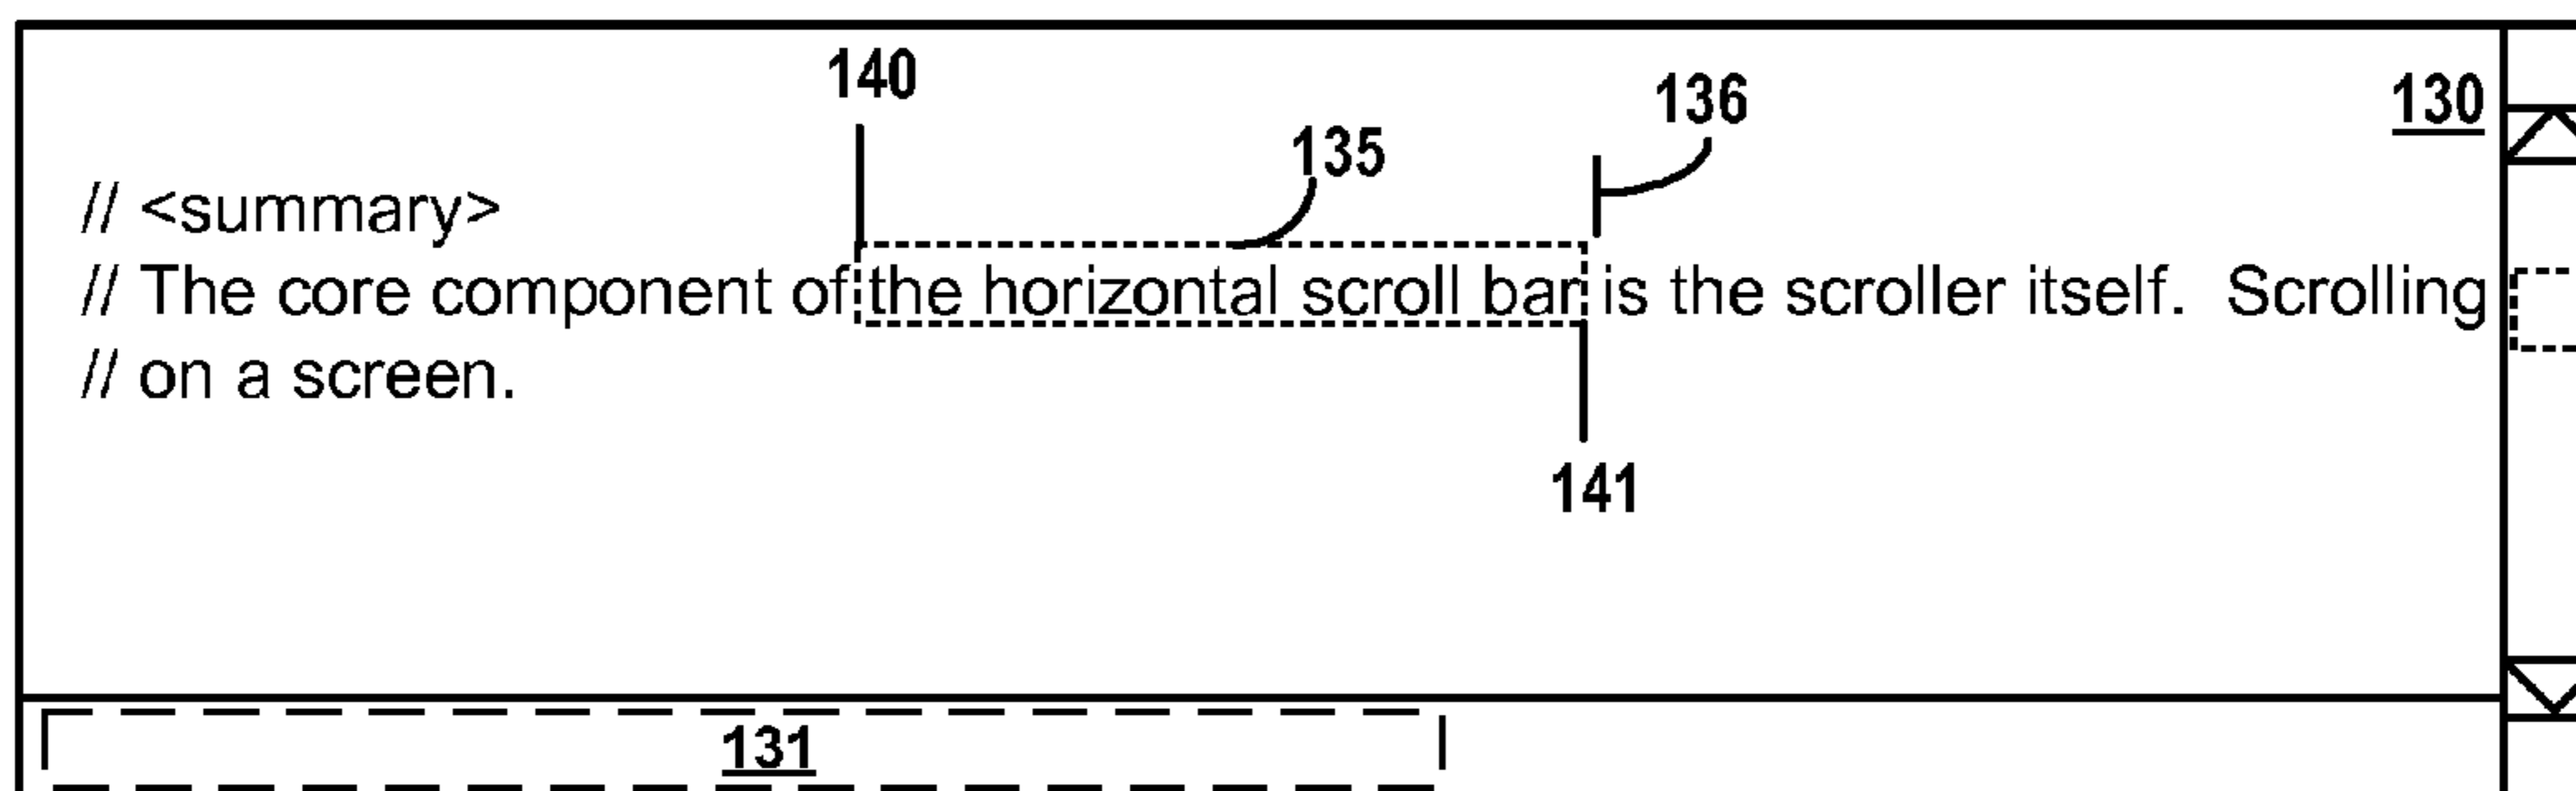 140
136
130
135
// <summary>
// The core component of the horizontal scroll bar is the scroller itself.  Scrolling
// on a screen.
141
131